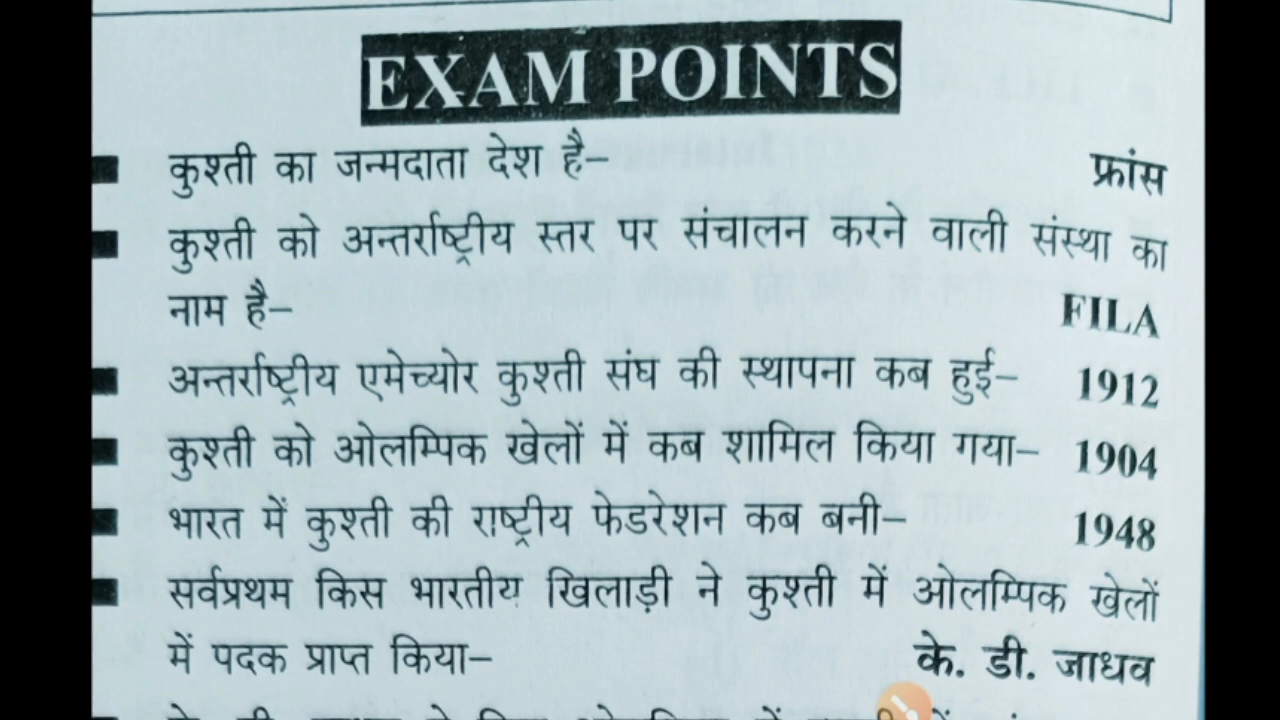 EXAM POINTS
कुश्ती का जन्मदाता देश है– फ्रांस
कुश्ती को अन्तर्राष्ट्रीय स्तर पर संचालन करने वाली संस्था का
नाम है– FILA
अन्तर्राष्ट्रीय एमेच्योर कुश्ती संघ की स्थापना कब हुई– 1912
कुश्ती को ओलम्पिक खेलों में कब शामिल किया गया– 1904
भारत में कुश्ती की राष्ट्रीय फेडरेशन कब बनी– 1948
सर्वप्रथम किस भारतीय खिलाड़ी ने कुश्ती में ओलम्पिक खेलों
में पदक प्राप्त किया– के. डी. जाधव